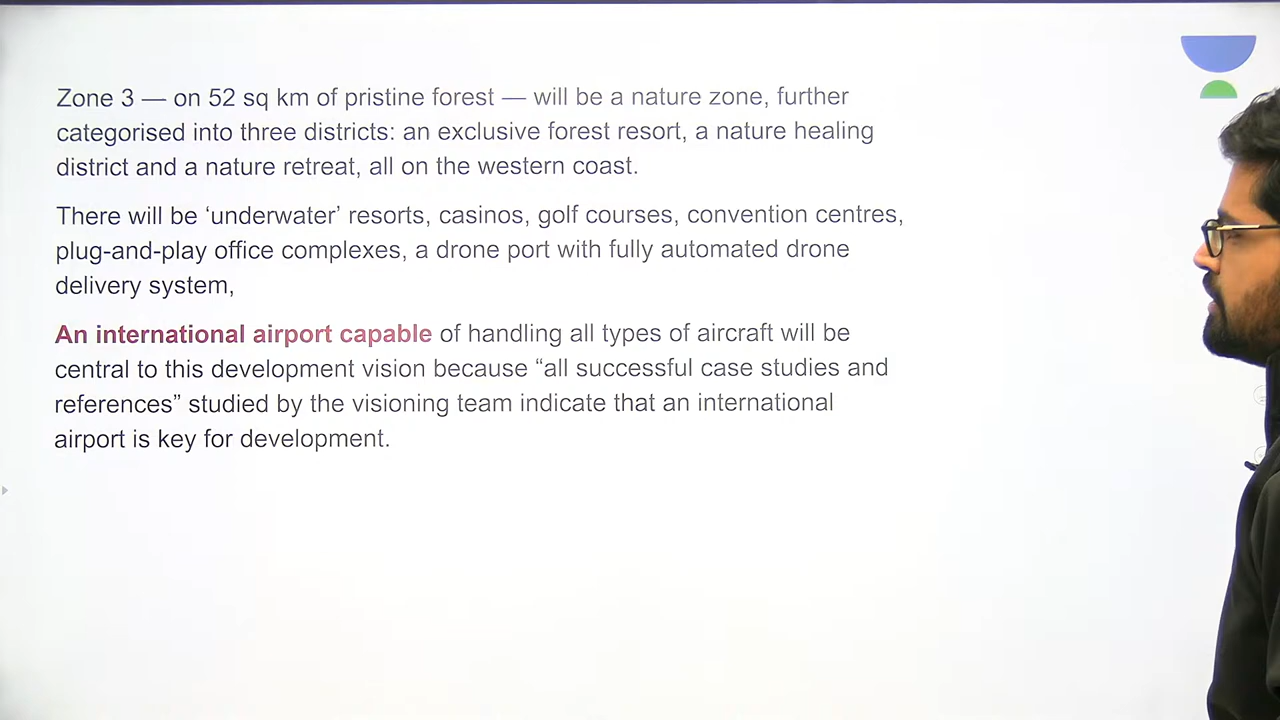 Zone 3 — on 52 sq km of pristine forest — will be a nature zone, further
categorised into three districts: an exclusive forest resort, a nature healing
district and a nature retreat, all on the western coast.
There will be ‘underwater’ resorts, casinos, golf courses, convention centres,
plug-and-play office complexes, a drone port with fully automated drone
delivery system,
An international airport capable of handling all types of aircraft will be
central to this development vision because “all successful case studies and
references” studied by the visioning team indicate that an international
airport is key for development.